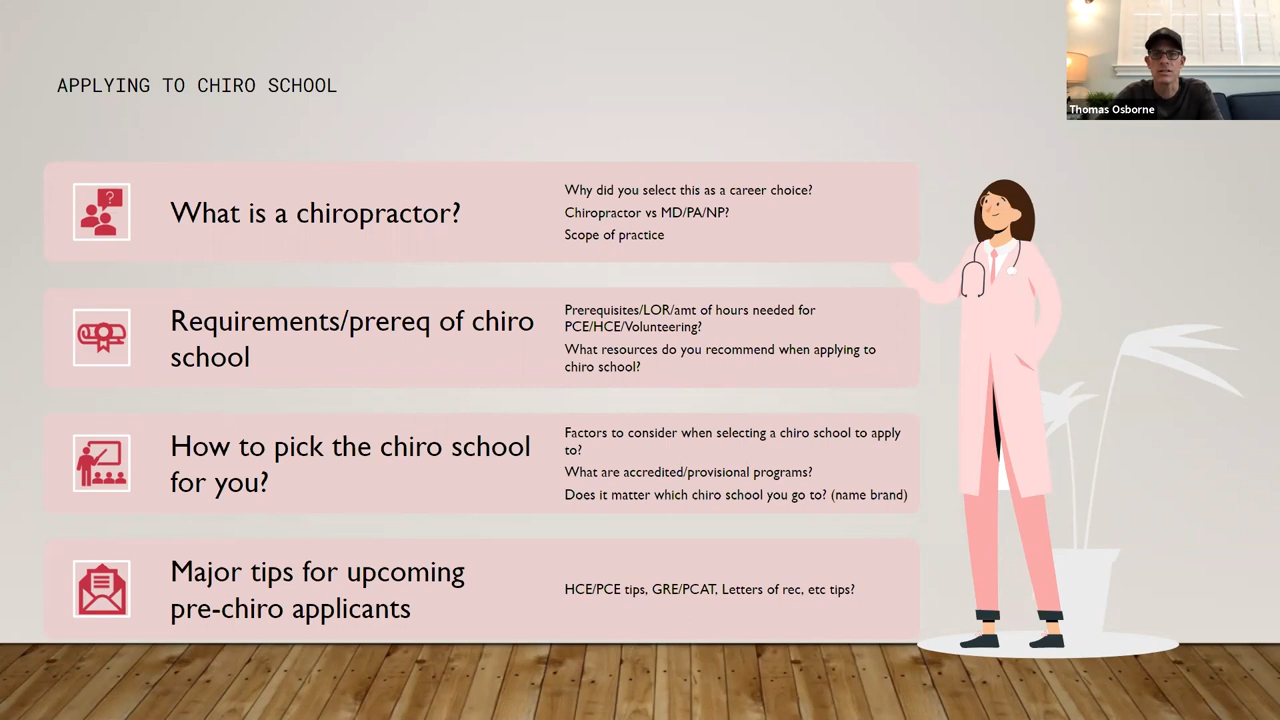 Thomas Osborne
APPLYING TO CHIRO SCHOOL
What is a chiropractor?
Why did you select this as a career choice?
Chiropractor vs MD/PA/NP?
Scope of practice
Requirements/prereq of chiro
school
Prerequisites/LOR/amt of hours needed for
PCE/HCE/Volunteering?
What resources do you recommend when applying to
chiro school?
How to pick the chiro school
for you?
Factors to consider when selecting a chiro school to apply
to?
What are accredited/provisional programs?
Does it matter which chiro school you go to? (name brand)
Major tips for upcoming
pre-chiro applicants
HCE/PCE tips, GRE/PCAT, Letters of rec, etc tips?